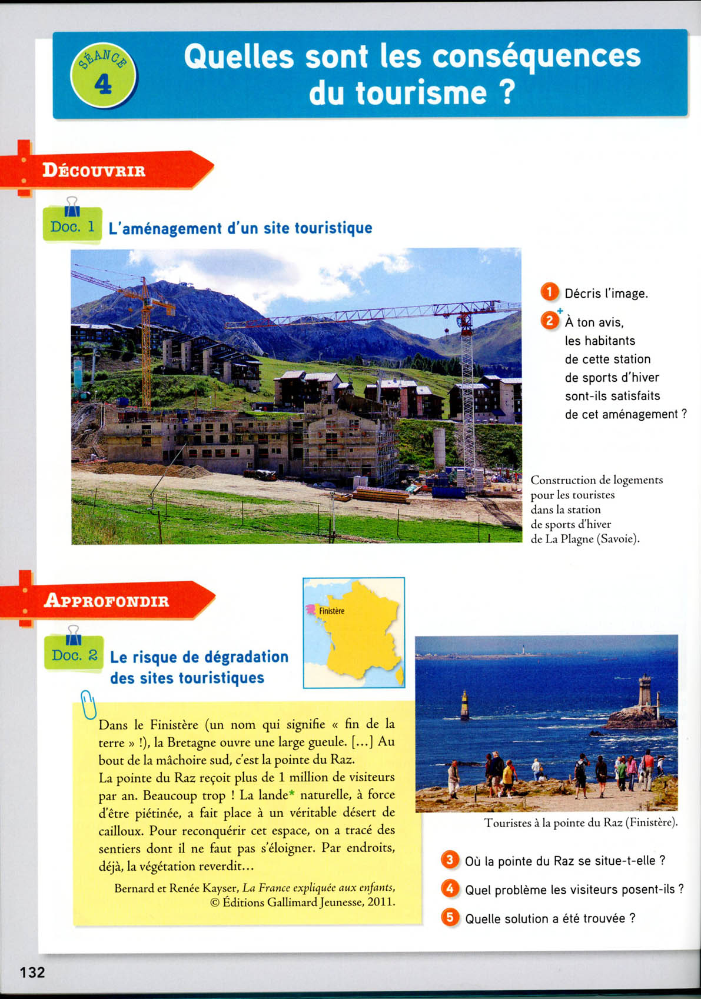 SÉANCE
4
Quelles sont les conséquences
du tourisme ?
DÉCOUVRIR
Doc. 1
L'aménagement d'un site touristique
1 Décris l'image.
2+ À ton avis,
les habitants
de cette station
de sports d'hiver
sont-ils satisfaits
de cet aménagement ?
Construction de logements
pour les touristes
dans la station
de sports d'hiver
de La Plagne (Savoie).
APPROFONDIR
Finistère
Doc. 2
Le risque de dégradation
des sites touristiques
Dans le Finistère (un nom qui signifie « fin de la
terre » !), la Bretagne ouvre une large gueule. [...] Au
bout de la mâchoire sud, c'est la pointe du Raz.
La pointe du Raz reçoit plus de 1 million de visiteurs
par an. Beaucoup trop ! La lande* naturelle, à force
d'être piétinée, a fait place à un véritable désert de
cailloux. Pour reconquérir cet espace, on a tracé des
sentiers dont il ne faut pas s'éloigner. Par endroits,
déjà, la végétation reverdit...
Bernard et Renée Kayser, La France expliquée aux enfants,
© Éditions Gallimard Jeunesse, 2011.
Touristes à la pointe du Raz (Finistère).
3 Où la pointe du Raz se situe-t-elle ?
4 Quel problème les visiteurs posent-ils ?
5 Quelle solution a été trouvée ?
132